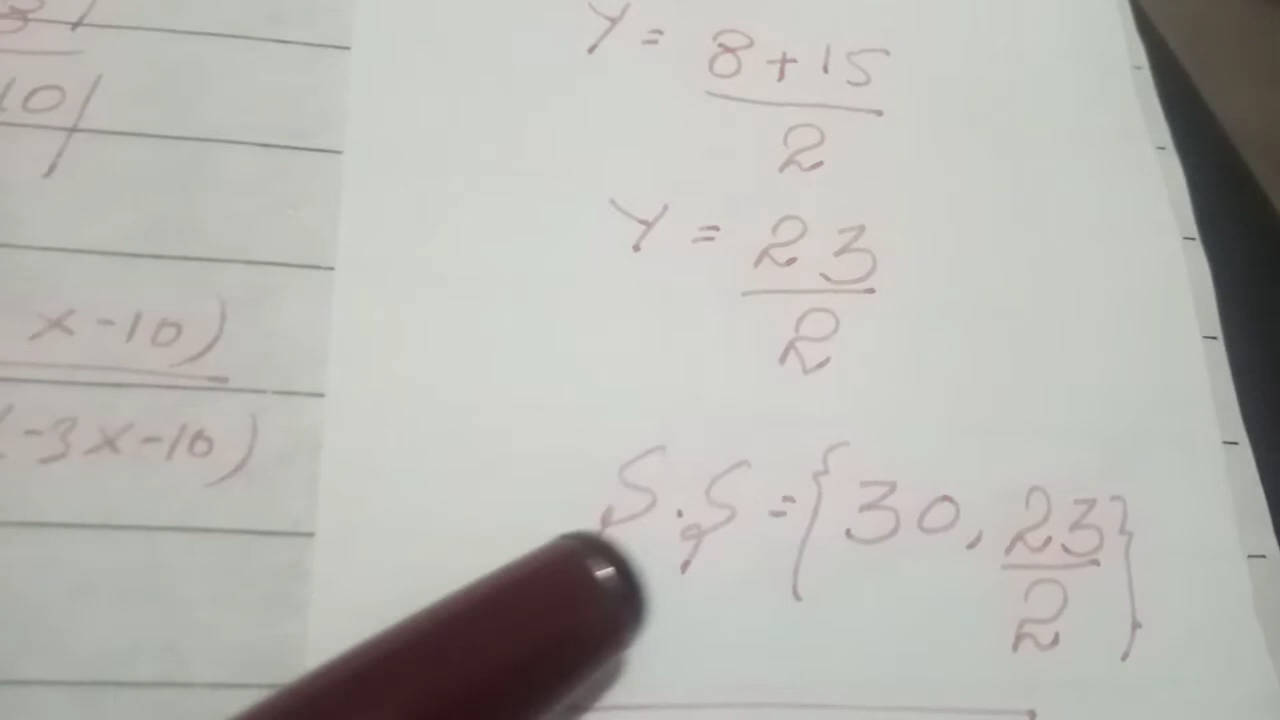 10
x-10)
(-3x-10)
Y = 8+15
2
Y = 23
2
S.S = {30, 23
2}